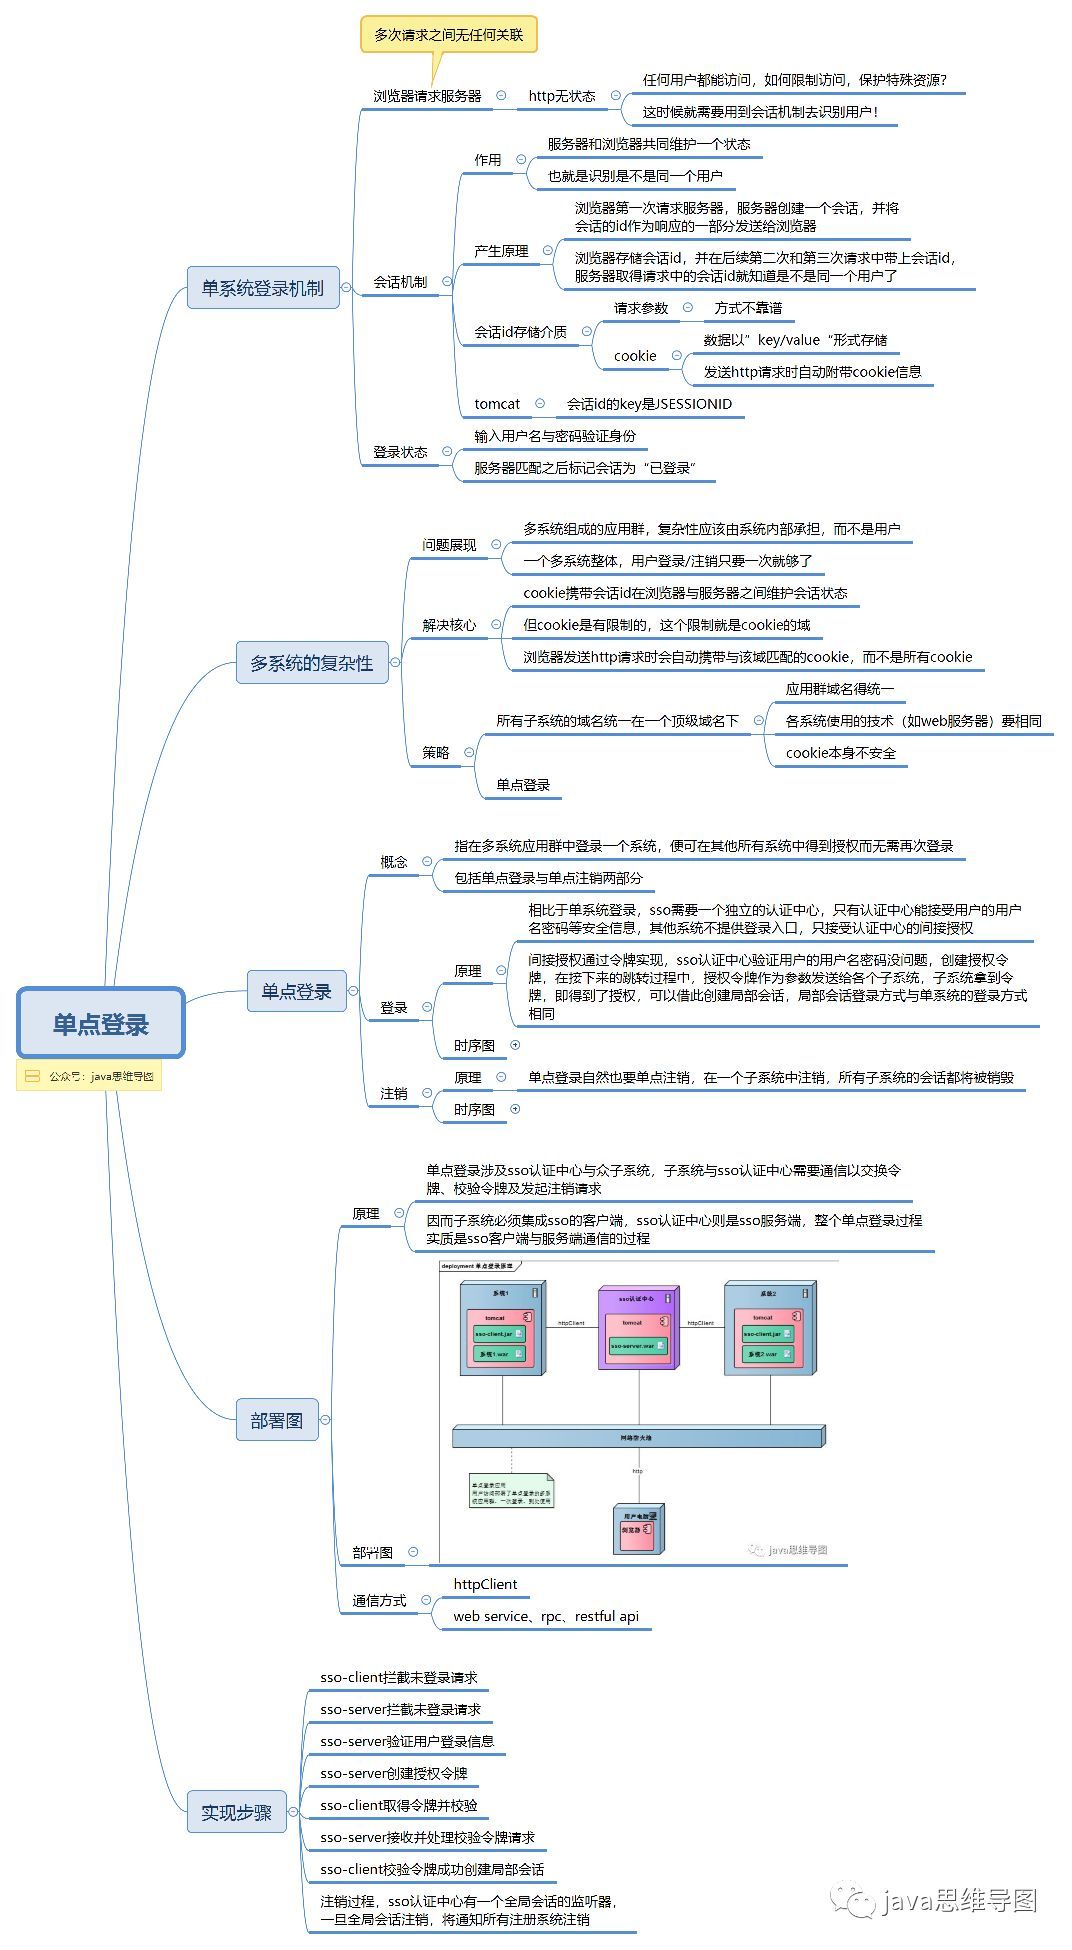 多次请求之间无任何关联
浏览器请求服务器
http无状态
任何用户都能访问，如何限制访问，保护特殊资源？
这时候就需要用到会话机制去识别用户！
单系统登录机制
会话机制
作用
服务器和浏览器共同维护一个状态
也就是识别是不是同一个用户
产生原理
浏览器第一次请求服务器，服务器创建一个会话，并将
会话的id作为响应的一部分发送给浏览器
浏览器存储会话id，并在后续第二次和第三次请求中带上会话id，
服务器取得请求中的会话id就知道是不是同一个用户了
会话id存储介质
请求参数
方式不靠谱
cookie
数据以”key/value“形式存储
发送http请求时自动附带cookie信息
tomcat
会话id的key是JSESSIONID
登录状态
输入用户名与密码验证身份
服务器匹配之后标记会话为“已登录”
多系统的复杂性
问题展现
多系统组成的应用群，复杂性应该由系统内部承担，而不是用户
一个多系统整体，用户登录/注销只要一次就够了
解决核心
cookie携带会话id在浏览器与服务器之间维护会话状态
但cookie是有限制的，这个限制就是cookie的域
浏览器发送http请求时会自动携带与该域匹配的cookie，而不是所有cookie
策略
所有子系统的域名统一在一个顶级域名下
应用群域名得统一
各系统使用的技术（如web服务器）要相同
cookie本身不安全
单点登录
单点登录
公众号：java思维导图
单点登录
概念
指在多系统应用群中登录一个系统，便可在其他所有系统中得到授权而无需再次登录
包括单点登录与单点注销两部分
登录
原理
相比于单系统登录，sso需要一个独立的认证中心，只有认证中心能接受用户的用户
名密码等安全信息，其他系统不提供登录入口，只接受认证中心的间接授权
间接授权通过令牌实现，sso认证中心验证用户的用户名密码没问题，创建授权令
牌，在接下来的跳转过程中，授权令牌作为参数发送给各个子系统，子系统拿到令
牌，即得到了授权，可以借此创建局部会话，局部会话登录方式与单系统的登录方式
相同
时序图
注销
原理
单点登录自然也要单点注销，在一个子系统中注销，所有子系统的会话都将被销毁
时序图
部署图
原理
单点登录涉及sso认证中心与众子系统，子系统与sso认证中心需要通信以交换令
牌、校验令牌及发起注销请求
因而子系统必须集成sso的客户端，sso认证中心则是sso服务端，整个单点登录过程
实质是sso客户端与服务端通信的过程
deployment 单点登录原理
系统1
tomcat
sso-client.jar
系统1.war
httpClient
sso认证中心
tomcat
sso-server.war
httpClient
系统2
tomcat
sso-client.jar
系统2.war
网络防火墙
单点登录应用
用户访问部署了单点登录的多系
统应用群，一次登录，到处使用
http
用户电脑
浏览器
java思维导图
部署图
通信方式
httpClient
web service、rpc、restful api
实现步骤
sso-client拦截未登录请求
sso-server拦截未登录请求
sso-server验证用户登录信息
sso-server创建授权令牌
sso-client取得令牌并校验
sso-server接收并处理校验令牌请求
sso-client校验令牌成功创建局部会话
注销过程，sso认证中心有一个全局会话的监听器，
一旦全局会话注销，将通知所有注册系统注销
java思维导图